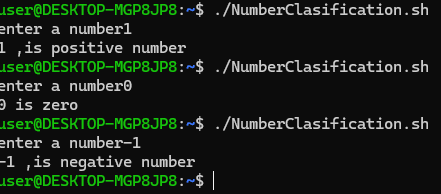 user@DESKTOP-MGP8JP8:~$ ./NumberClasification.sh
enter a number1
1 ,is positive number
user@DESKTOP-MGP8JP8:~$ ./NumberClasification.sh
enter a number0
0 is zero
user@DESKTOP-MGP8JP8:~$ ./NumberClasification.sh
enter a number-1
-1 ,is negative number
user@DESKTOP-MGP8JP8:~$